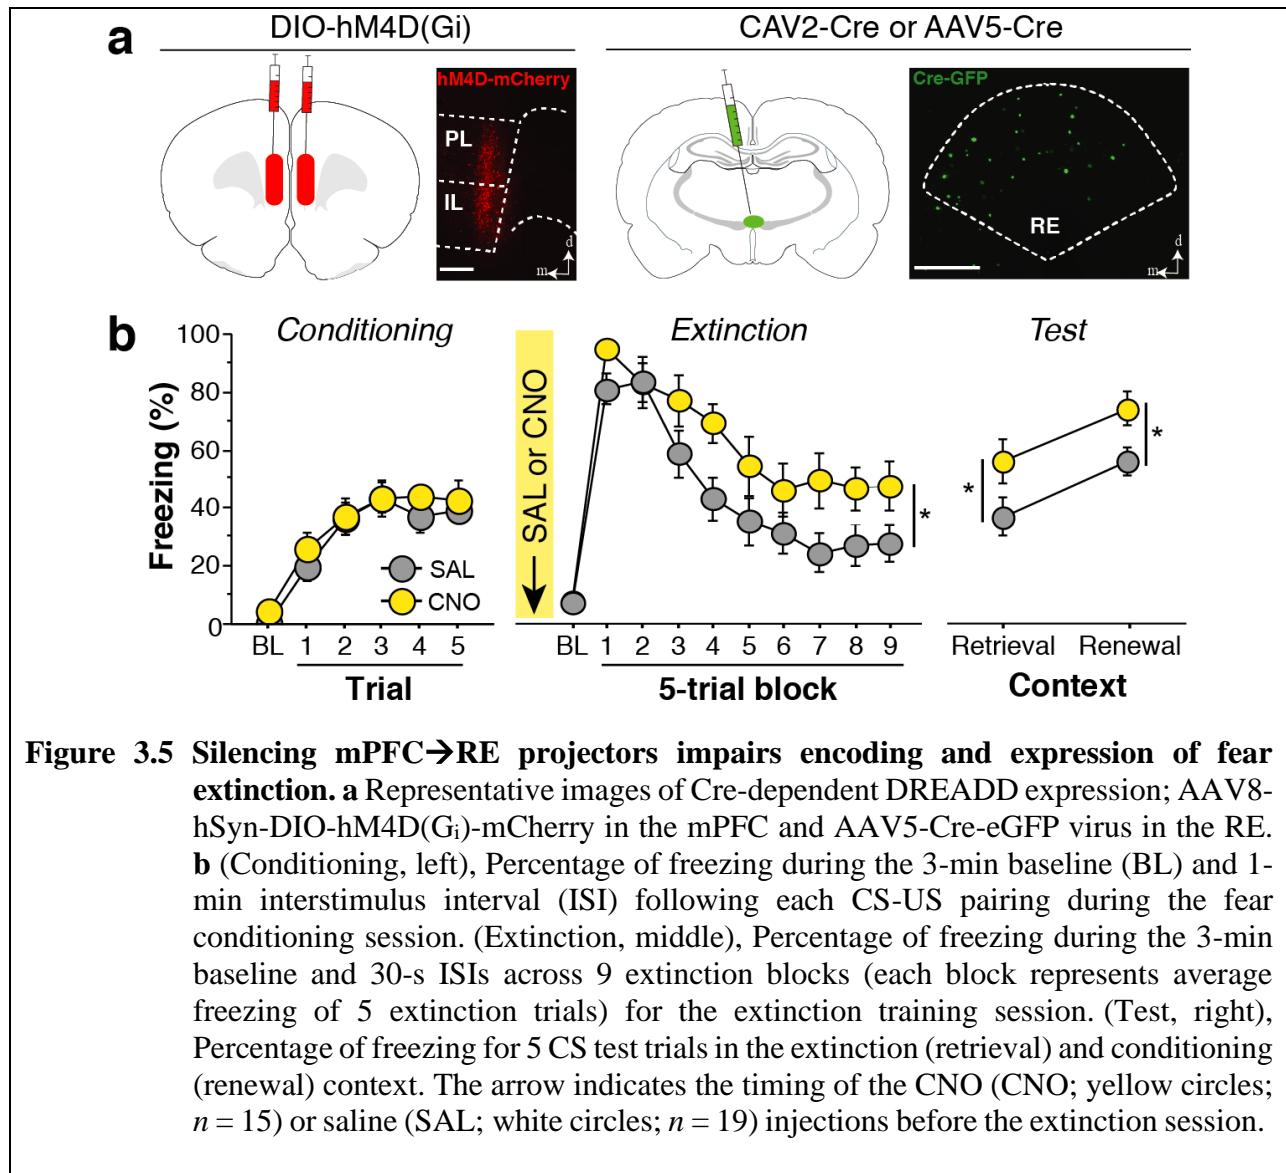 a
DIO-hM4D(Gi)
CAV2-Cre or AAV5-Cre
hM4D-mCherry
PL
IL
d
m
Cre-GFP
RE
d
m
b
Freezing (%)
100
80
60
40
20
0
Conditioning
SAL
CNO
BL 1 2 3 4 5
Trial
SAL or CNO
Extinction
*
BL 1 2 3 4 5 6 7 8 9
5-trial block
Test
*
*
Retrieval Renewal
Context
Figure 3.5 Silencing mPFC→RE projectors impairs encoding and expression of fear
extinction. a Representative images of Cre-dependent DREADD expression; AAV8-
hSyn-DIO-hM4D(Gi)-mCherry in the mPFC and AAV5-Cre-eGFP virus in the RE.
b (Conditioning, left), Percentage of freezing during the 3-min baseline (BL) and 1-
min interstimulus interval (ISI) following each CS-US pairing during the fear
conditioning session. (Extinction, middle), Percentage of freezing during the 3-min
baseline and 30-s ISIs across 9 extinction blocks (each block represents average
freezing of 5 extinction trials) for the extinction training session. (Test, right),
Percentage of freezing for 5 CS test trials in the extinction (retrieval) and conditioning
(renewal) context. The arrow indicates the timing of the CNO (CNO; yellow circles;
n = 15) or saline (SAL; white circles; n = 19) injections before the extinction session.